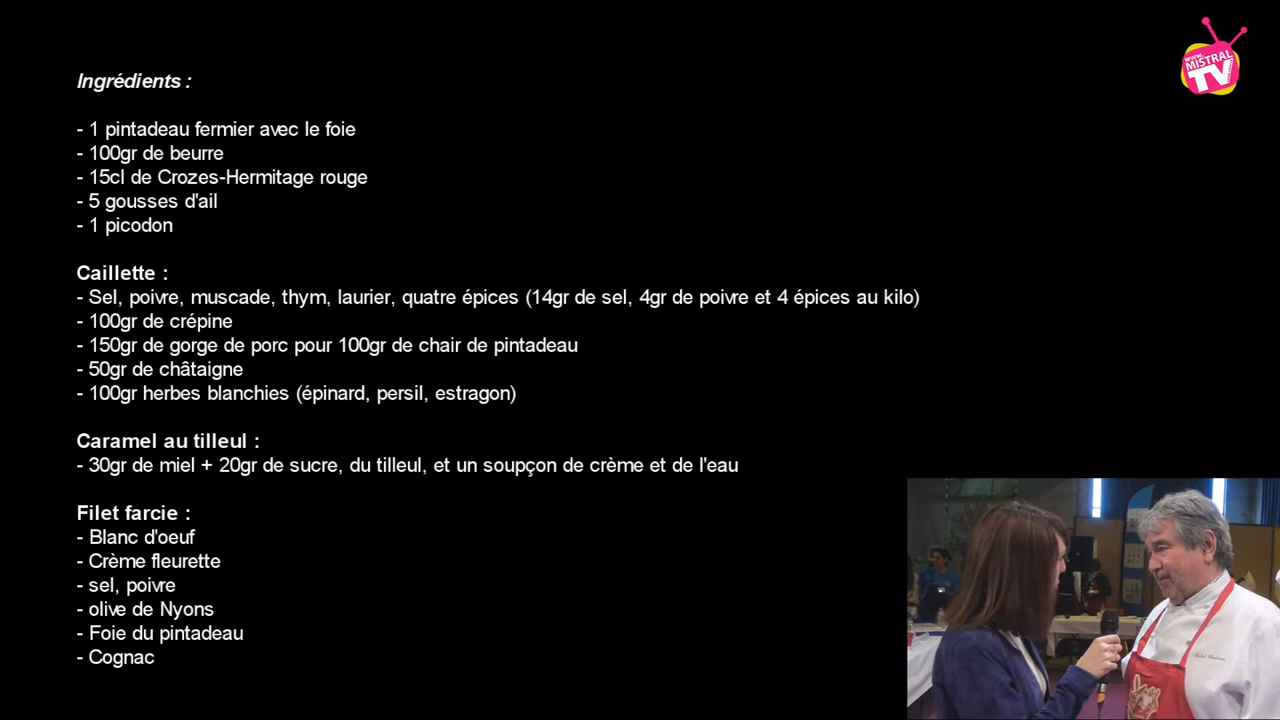 www.
MISTRAL
TV
Ingrédients :
- 1 pintadeau fermier avec le foie
- 100gr de beurre
- 15cl de Crozes-Hermitage rouge
- 5 gousses d'ail
- 1 picodon
Caillette :
- Sel, poivre, muscade, thym, laurier, quatre épices (14gr de sel, 4gr de poivre et 4 épices au kilo)
- 100gr de crépine
- 150gr de gorge de porc pour 100gr de chair de pintadeau
- 50gr de châtaigne
- 100gr herbes blanchies (épinard, persil, estragon)
Caramel au tilleul :
- 30gr de miel + 20gr de sucre, du tilleul, et un soupçon de crème et de l'eau
Filet farcie :
- Blanc d'oeuf
- Crème fleurette
- sel, poivre
- olive de Nyons
- Foie du pintadeau
- Cognac